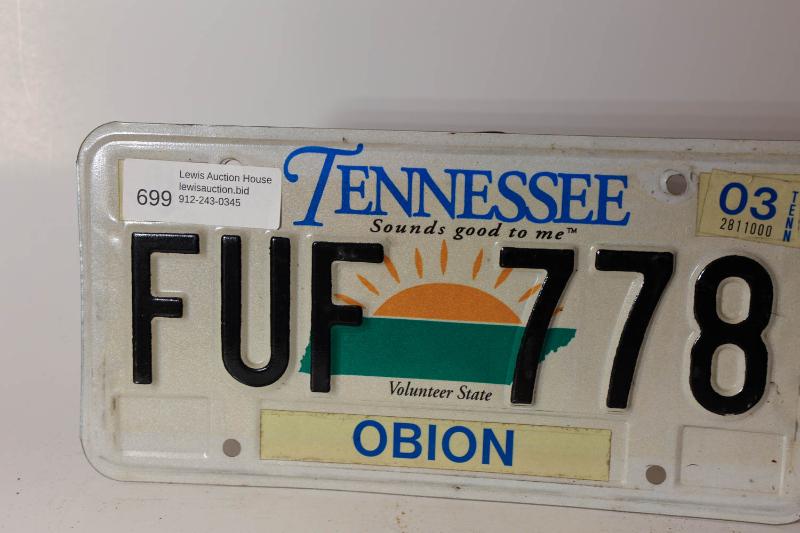 699
Lewis Auction House
lewisauction.bid
912-243-0345
TENNESSEE
Sounds good to me™
03
2811000
TENN
FUF 778
Volunteer State
OBION